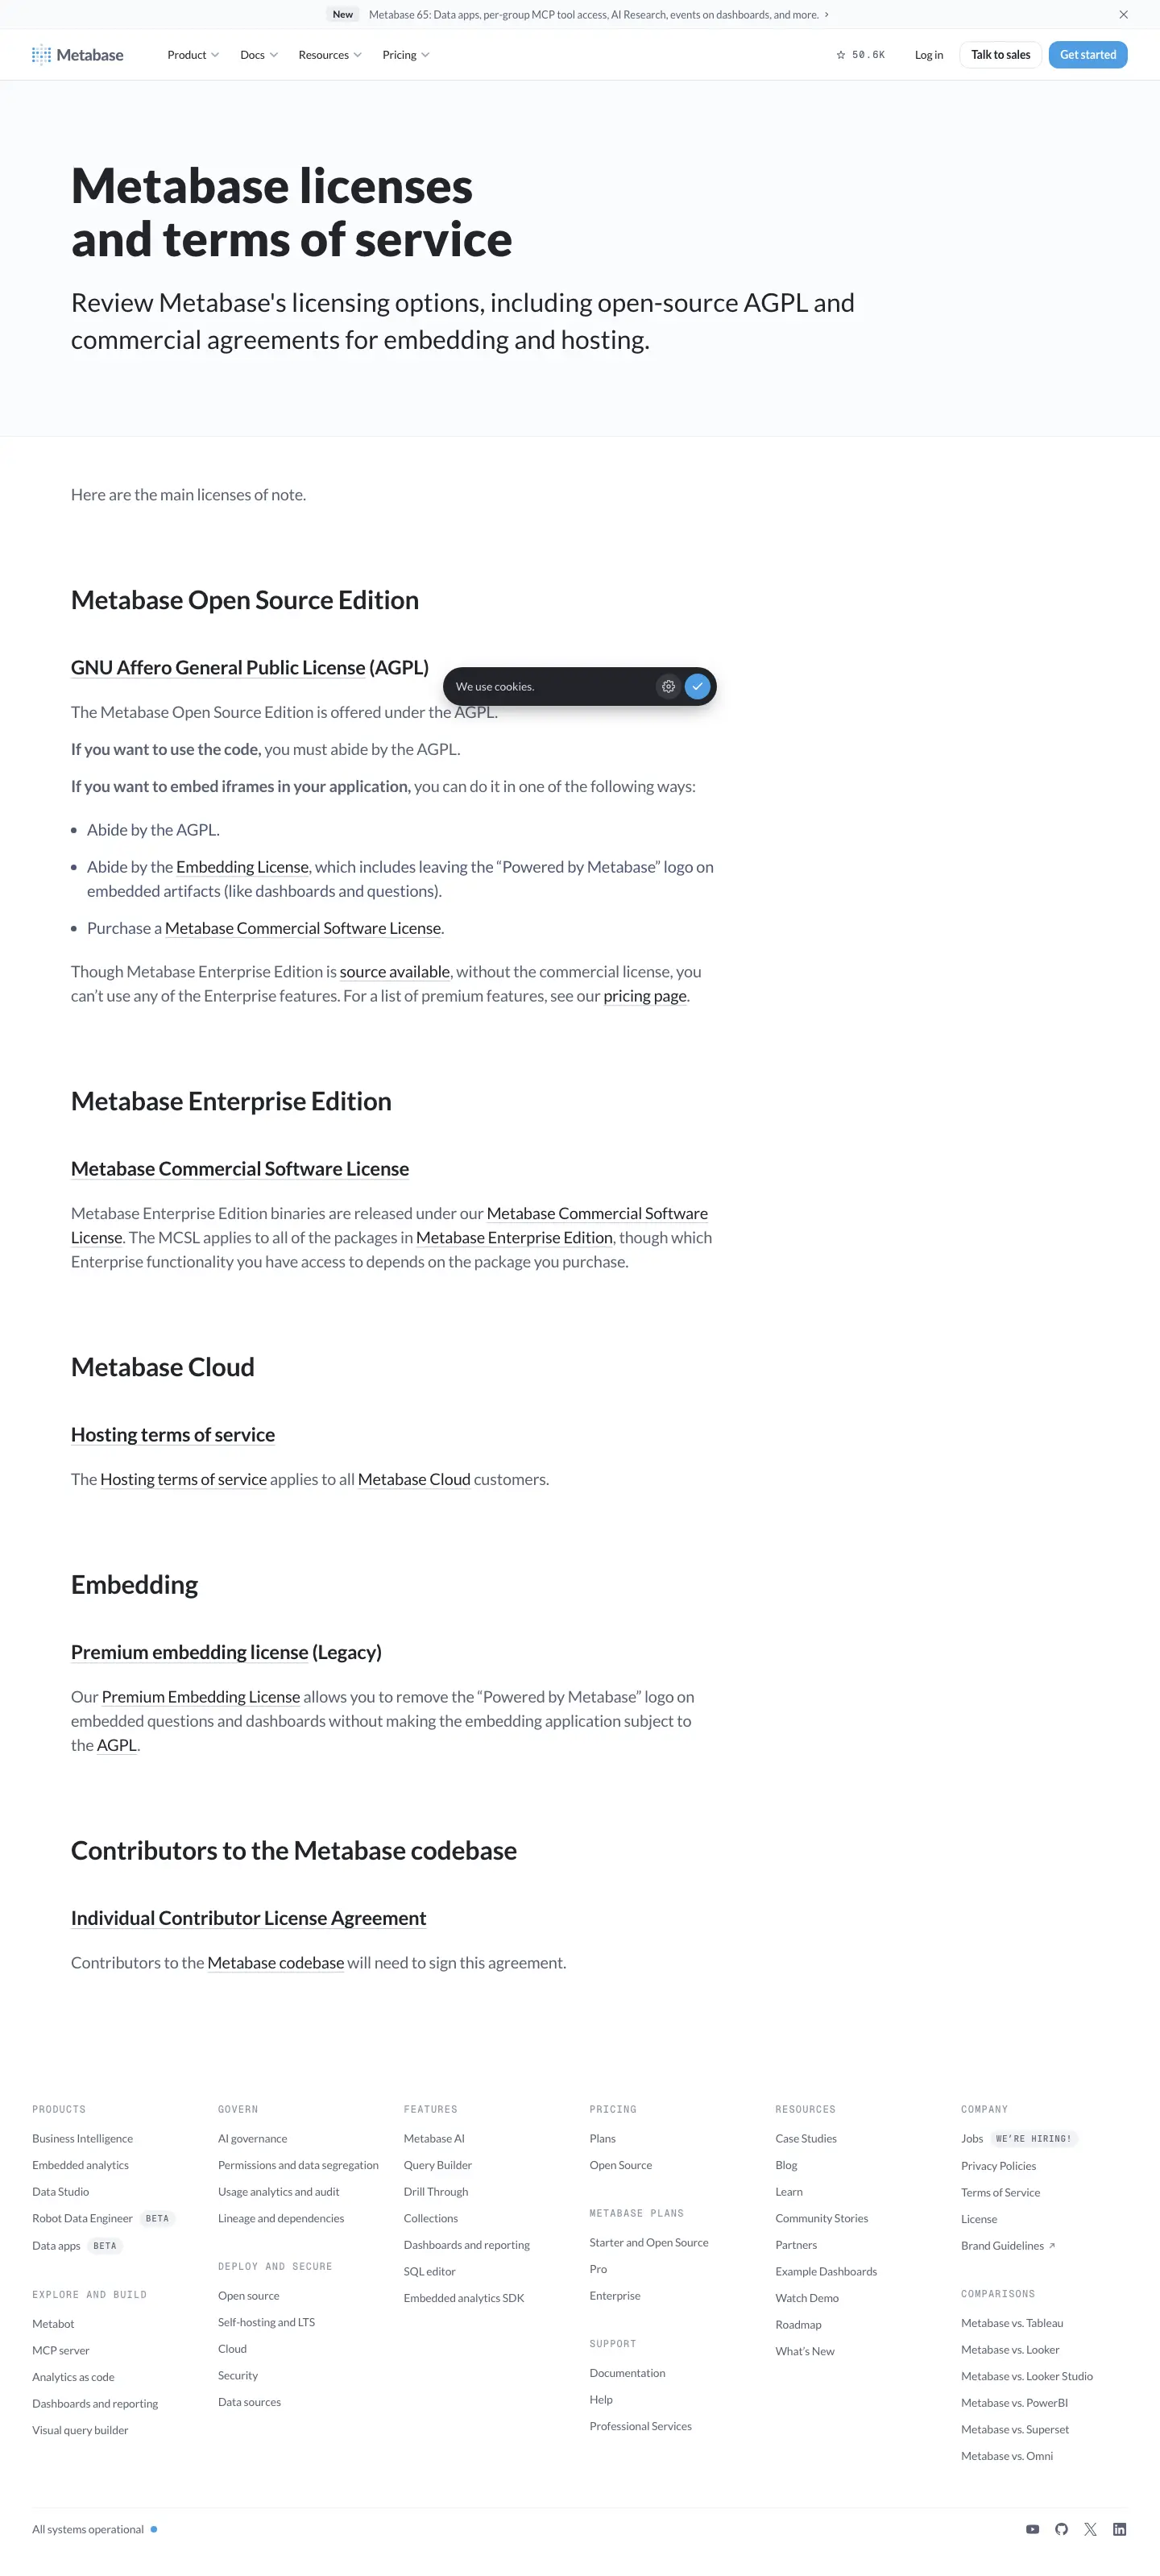 New Metabase 65: Data apps, per-group MCP tool access, AI Research, events on dashboards, and more.
Metabase Product Docs Resources Pricing 50.6K Log in Talk to sales Get started
Metabase licenses
and terms of service
Review Metabase's licensing options, including open-source AGPL and
commercial agreements for embedding and hosting.
Here are the main licenses of note.
Metabase Open Source Edition
GNU Affero General Public License (AGPL)
We use cookies.
The Metabase Open Source Edition is offered under the AGPL.
If you want to use the code, you must abide by the AGPL.
If you want to embed iframes in your application, you can do it in one of the following ways:
• Abide by the AGPL.
• Abide by the Embedding License, which includes leaving the “Powered by Metabase” logo on
embedded artifacts (like dashboards and questions).
• Purchase a Metabase Commercial Software License.
Though Metabase Enterprise Edition is source available, without the commercial license, you
can’t use any of the Enterprise features. For a list of premium features, see our pricing page.
Metabase Enterprise Edition
Metabase Commercial Software License
Metabase Enterprise Edition binaries are released under our Metabase Commercial Software
License. The MCSL applies to all of the packages in Metabase Enterprise Edition, though which
Enterprise functionality you have access to depends on the package you purchase.
Metabase Cloud
Hosting terms of service
The Hosting terms of service applies to all Metabase Cloud customers.
Embedding
Premium embedding license (Legacy)
Our Premium Embedding License allows you to remove the “Powered by Metabase” logo on
embedded questions and dashboards without making the embedding application subject to
the AGPL.
Contributors to the Metabase codebase
Individual Contributor License Agreement
Contributors to the Metabase codebase will need to sign this agreement.
PRODUCTS
Business Intelligence
Embedded analytics
Data Studio
Robot Data Engineer BETA
Data apps BETA
EXPLORE AND BUILD
Metabot
MCP server
Analytics as code
Dashboards and reporting
Visual query builder
GOVERN
AI governance
Permissions and data segregation
Usage analytics and audit
Lineage and dependencies
DEPLOY AND SECURE
Open source
Self-hosting and LTS
Cloud
Security
Data sources
FEATURES
Metabase AI
Query Builder
Drill Through
Collections
Dashboards and reporting
SQL editor
Embedded analytics SDK
PRICING
Plans
Open Source
METABASE PLANS
Starter and Open Source
Pro
Enterprise
SUPPORT
Documentation
Help
Professional Services
RESOURCES
Case Studies
Blog
Learn
Community Stories
Partners
Example Dashboards
Watch Demo
Roadmap
What’s New
COMPANY
Jobs WE’RE HIRING!
Privacy Policies
Terms of Service
License
Brand Guidelines ↗
COMPARISONS
Metabase vs. Tableau
Metabase vs. Looker
Metabase vs. Looker Studio
Metabase vs. PowerBI
Metabase vs. Superset
Metabase vs. Omni
All systems operational